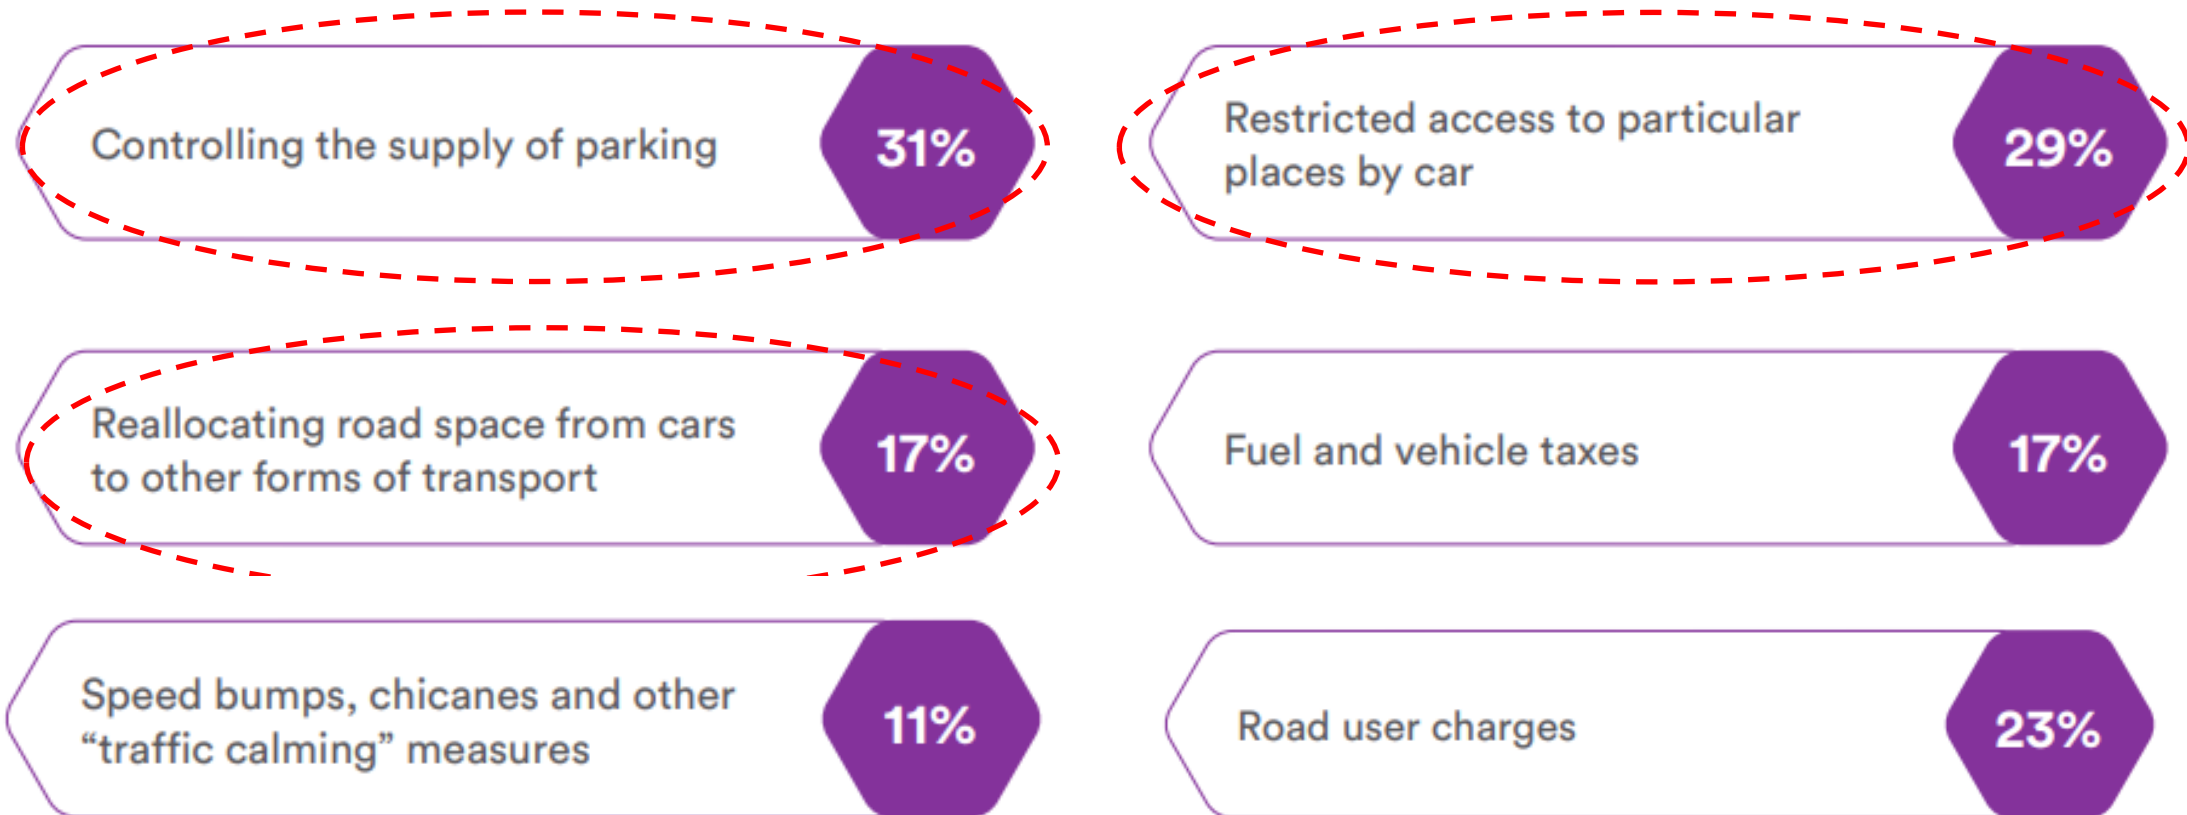 Controlling the supply of parking
31%
Restricted access to particular
places by car
29%
Reallocating road space from cars
to other forms of transport
17%
Fuel and vehicle taxes
17%
Speed bumps, chicanes and other
“traffic calming” measures
11%
Road user charges
23%